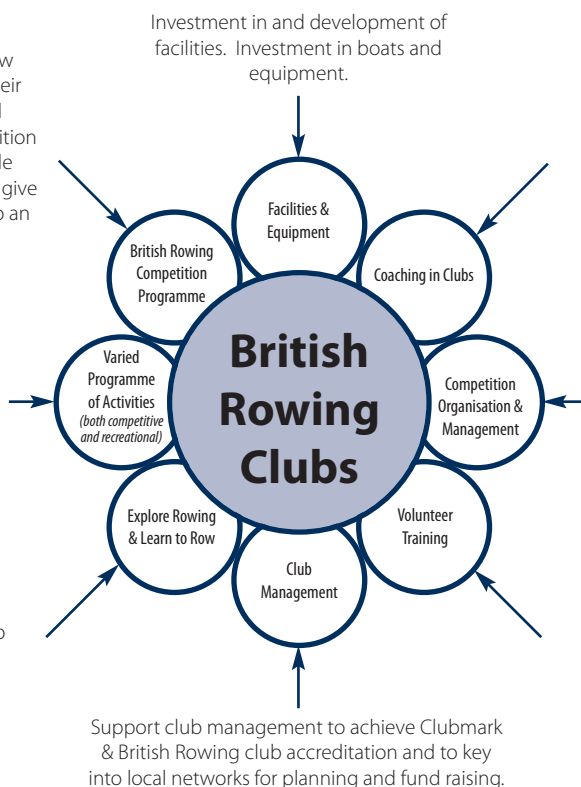 Investment in and development of
facilities. Investment in boats and
equipment.
give
an
Facilities &
Equipment
British Rowing
Competition
Programme
Coaching in Clubs
Varied
Programme
of Activities
(both competitive
and recreational)
British
Rowing
Clubs
Competition
Organisation &
Management
Explore Rowing
& Learn to Row
Volunteer
Training
Club
Management
Support club management to achieve Clubmark
& British Rowing club accreditation and to key
into local networks for planning and fund raising.